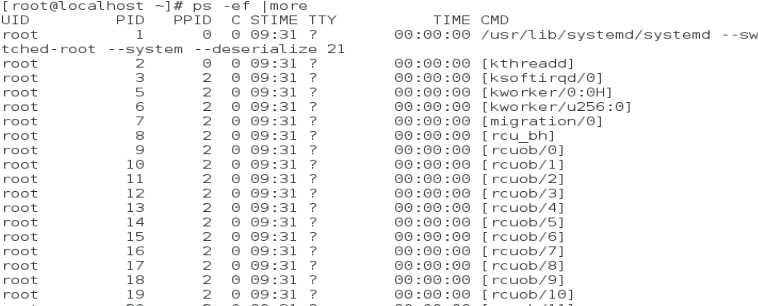 [root@localhost ~]# ps -ef |more
UID        PID  PPID  C STIME TTY          TIME CMD
root         1     0  0 09:31 ?        00:00:00 /usr/lib/systemd/systemd --sw
tched-root --system --deserialize 21
root         2     0  0 09:31 ?        00:00:00 [kthreadd]
root         3     2  0 09:31 ?        00:00:00 [ksoftirqd/0]
root         5     2  0 09:31 ?        00:00:00 [kworker/0:0H]
root         6     2  0 09:31 ?        00:00:00 [kworker/u256:0]
root         7     2  0 09:31 ?        00:00:00 [migration/0]
root         8     2  0 09:31 ?        00:00:00 [rcu_bh]
root         9     2  0 09:31 ?        00:00:00 [rcuob/0]
root        10     2  0 09:31 ?        00:00:00 [rcuob/1]
root        11     2  0 09:31 ?        00:00:00 [rcuob/2]
root        12     2  0 09:31 ?        00:00:00 [rcuob/3]
root        13     2  0 09:31 ?        00:00:00 [rcuob/4]
root        14     2  0 09:31 ?        00:00:00 [rcuob/5]
root        15     2  0 09:31 ?        00:00:00 [rcuob/6]
root        16     2  0 09:31 ?        00:00:00 [rcuob/7]
root        17     2  0 09:31 ?        00:00:00 [rcuob/8]
root        18     2  0 09:31 ?        00:00:00 [rcuob/9]
root        19     2  0 09:31 ?        00:00:00 [rcuob/10]